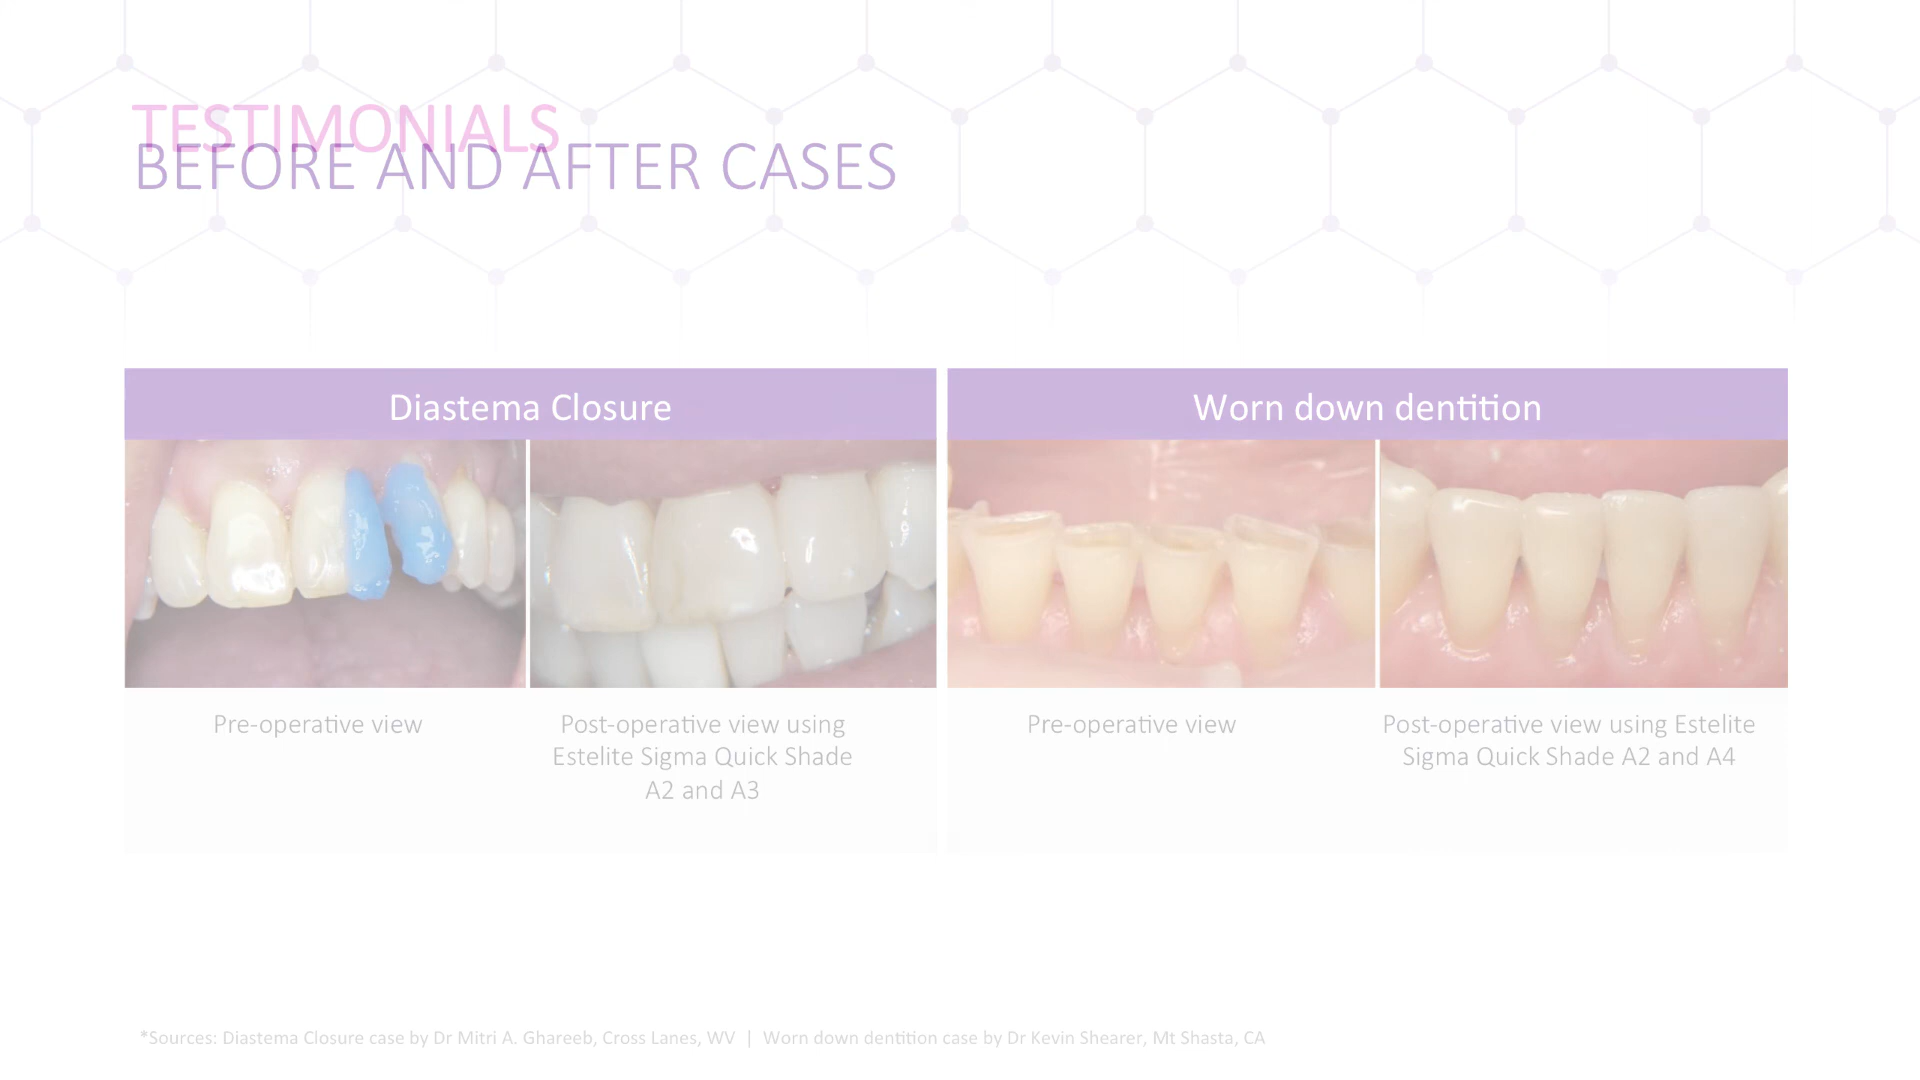 TESTIMONIALS
BEFORE AND AFTER CASES
Diastema Closure
Pre-operative view
Post-operative view using
Estelite Sigma Quick Shade
A2 and A3
Worn down dentition
Pre-operative view
Post-operative view using Estelite
Sigma Quick Shade A2 and A4
*Sources: Diastema Closure case by Dr Mitri A. Ghareeb, Cross Lanes, WV | Worn down dentition case by Dr Kevin Shearer, Mt Shasta, CA